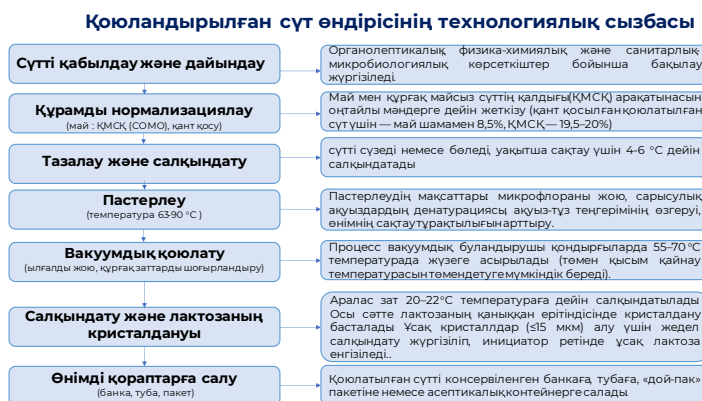 Қоюландырылған сүт өндірісінің технологиялық сызбасы
Сүтті қабылдау және дайындау
Органолептикалық, физика-химиялық және санитарлық-
микробиологиялық көрсеткіштер бойынша бақылау
жүргізіледі.
Құрамды нормализациялау
(май : ҚМСҚ (СОМО), қант қосу)
Май мен құрғақ майсыз сүттің қалдығы(ҚМСҚ) арақатынасын
оңтайлы мәндерге дейін жеткізу (қант қосылған қоюлатылған
сүт үшін — май шамамен 8,5%, ҚМСҚ — 19,5–20%)
Тазалау және салқындату
сүтті сүзеді немесе бөледі, уақытша сақтау үшін 4-6 °C дейін
салқындатады
Пастерлеу
(температура 63-90 °C )
Пастерлеудің мақсаттары: микрофлораны жою, сарысулық
ақуыздардың денатурациясы, ақуыз-тұз теңгерімінің өзгеруі,
өнімнің сақтау тұрақтылығын арттыру.
Вакуумдық қоюлату
(ылғалды жою, құрғақ заттарды шоғырландыру)
Процесс вакуумдық буландырушы қондырғыларда 55–70 °C
температурада жүзеге асырылады (төмен қысым қайнау
температурасын төмендетуге мүмкіндік береді).
Салқындату және лактозаның
кристалдануы
Аралас зат 20–22°C температураға дейін салқындатылады
Осы сәтте лактозаның қаныққан ерітіндісінде кристалдану
басталады Ұсақ кристаллдар (≤15 мкм) алу үшін жедел
салқындату жүргізіліп, инициатор ретінде ұсақ лактоза
енгізіледі..
Өнімді қораптарға салу
(банка, туба, пакет)
Қоюлатылған сүтті консервіленген банкаға, тубаға, «дой-пак»
пакетіне немесе асептикалық контейнерге салады